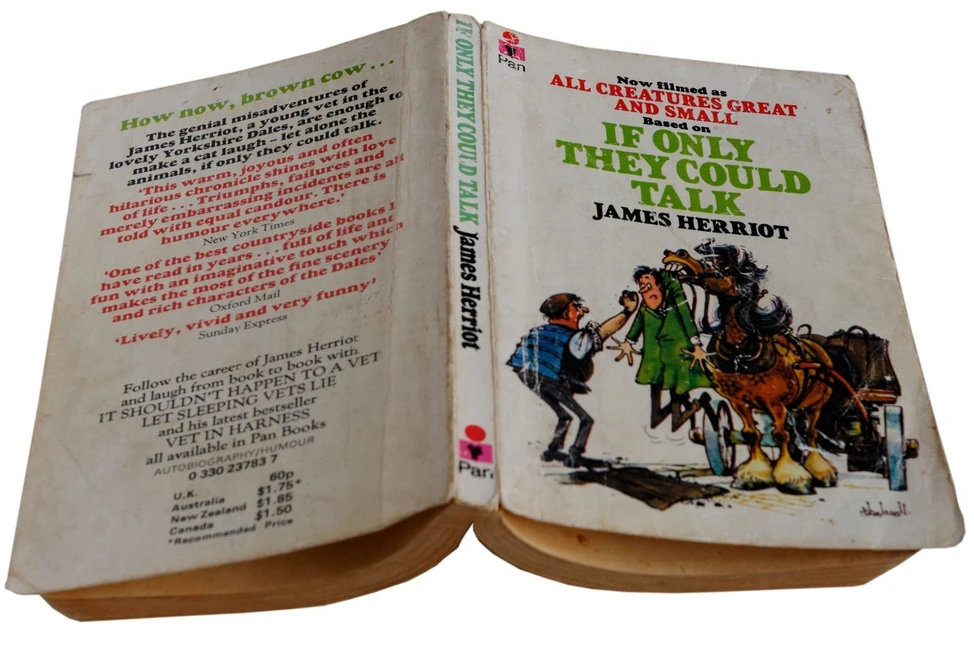 How now, brown cow . . .
The genial misadventures of
James Herriot, a young vet in the
lovely Yorkshire Dales, are enough to
make a cat laugh – let alone the
animals, if only they could talk.
'This warm, joyous and often
hilarious chronicle shines with love
of life . . . Triumphs, failures and
merely embarrassing incidents are all
told with equal candour. There is
humour everywhere.'
New York Times
'One of the best countryside books I
have read in years . . . full of life and
fun with an imaginative touch which
makes the most of the fine scenery
and rich characters of the Dales'
Oxford Mail
'Lively, vivid and very funny'
Sunday Express
Follow the career of James Herriot
and laugh from book to book with
IT SHOULDN'T HAPPEN TO A VET
LET SLEEPING VETS LIE
and his latest bestseller
VET IN HARNESS
all available in Pan Books
AUTOBIOGRAPHY/HUMOUR
0 330 23783 7
U.K. 60p
Australia $1.75*
New Zealand $1.85
Canada $1.50
*Recommended Price
IF ONLY THEY COULD TALK James Herriot
Pan
Pan
Now filmed as
ALL CREATURES GREAT
AND SMALL
Based on
IF ONLY
THEY COULD
TALK
JAMES HERRIOT